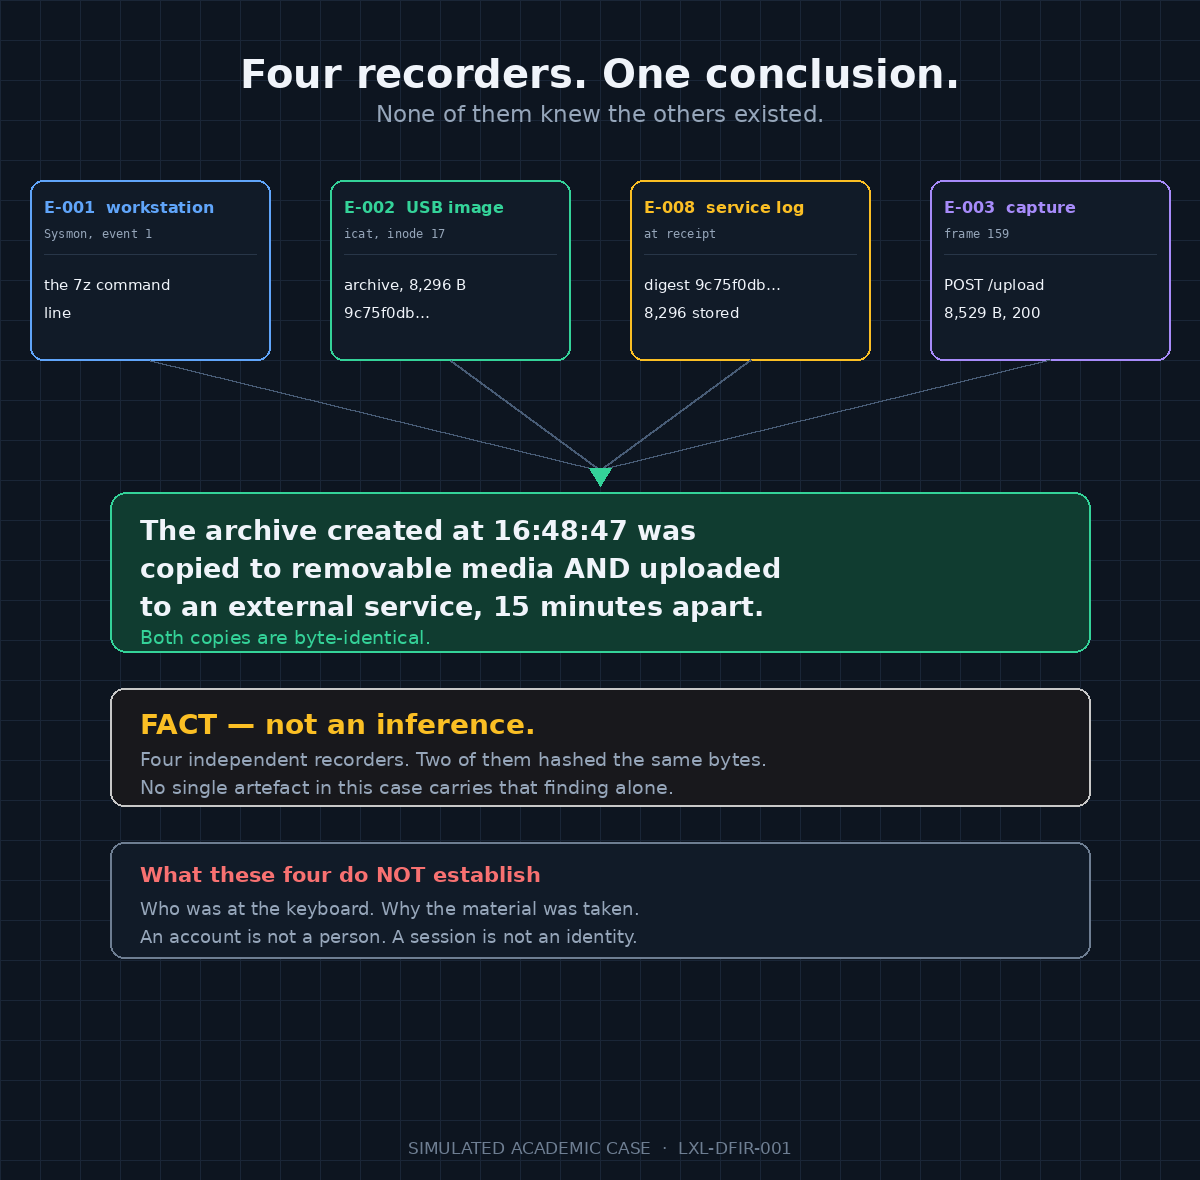 Four recorders. One conclusion.
None of them knew the others existed.
E-001  workstation
Sysmon, event 1
the 7z command
line
E-002  USB image
icat, inode 17
archive, 8,296 B
9c75f0db…
E-008  service log
at receipt
digest 9c75f0db…
8,296 stored
E-003  capture
frame 159
POST /upload
8,529 B, 200
The archive created at 16:48:47 was
copied to removable media AND uploaded
to an external service, 15 minutes apart.
Both copies are byte-identical.
FACT — not an inference.
Four independent recorders. Two of them hashed the same bytes.
No single artefact in this case carries that finding alone.
What these four do NOT establish
Who was at the keyboard. Why the material was taken.
An account is not a person. A session is not an identity.
SIMULATED ACADEMIC CASE  ·  LXL-DFIR-001